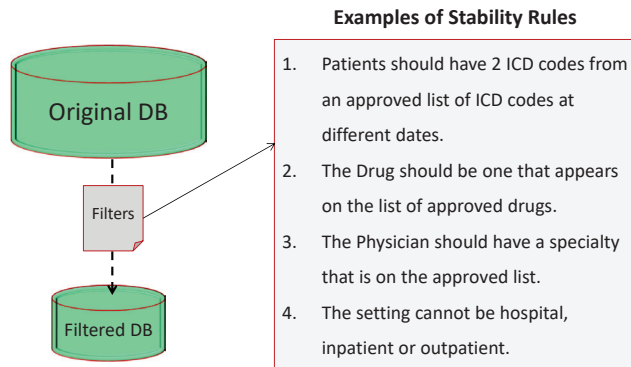 Examples of Stability Rules
Original DB
Filters
Filtered DB
1. Patients should have 2 ICD codes from
an approved list of ICD codes at
different dates.
2. The Drug should be one that appears
on the list of approved drugs.
3. The Physician should have a specialty
that is on the approved list.
4. The setting cannot be hospital,
inpatient or outpatient.